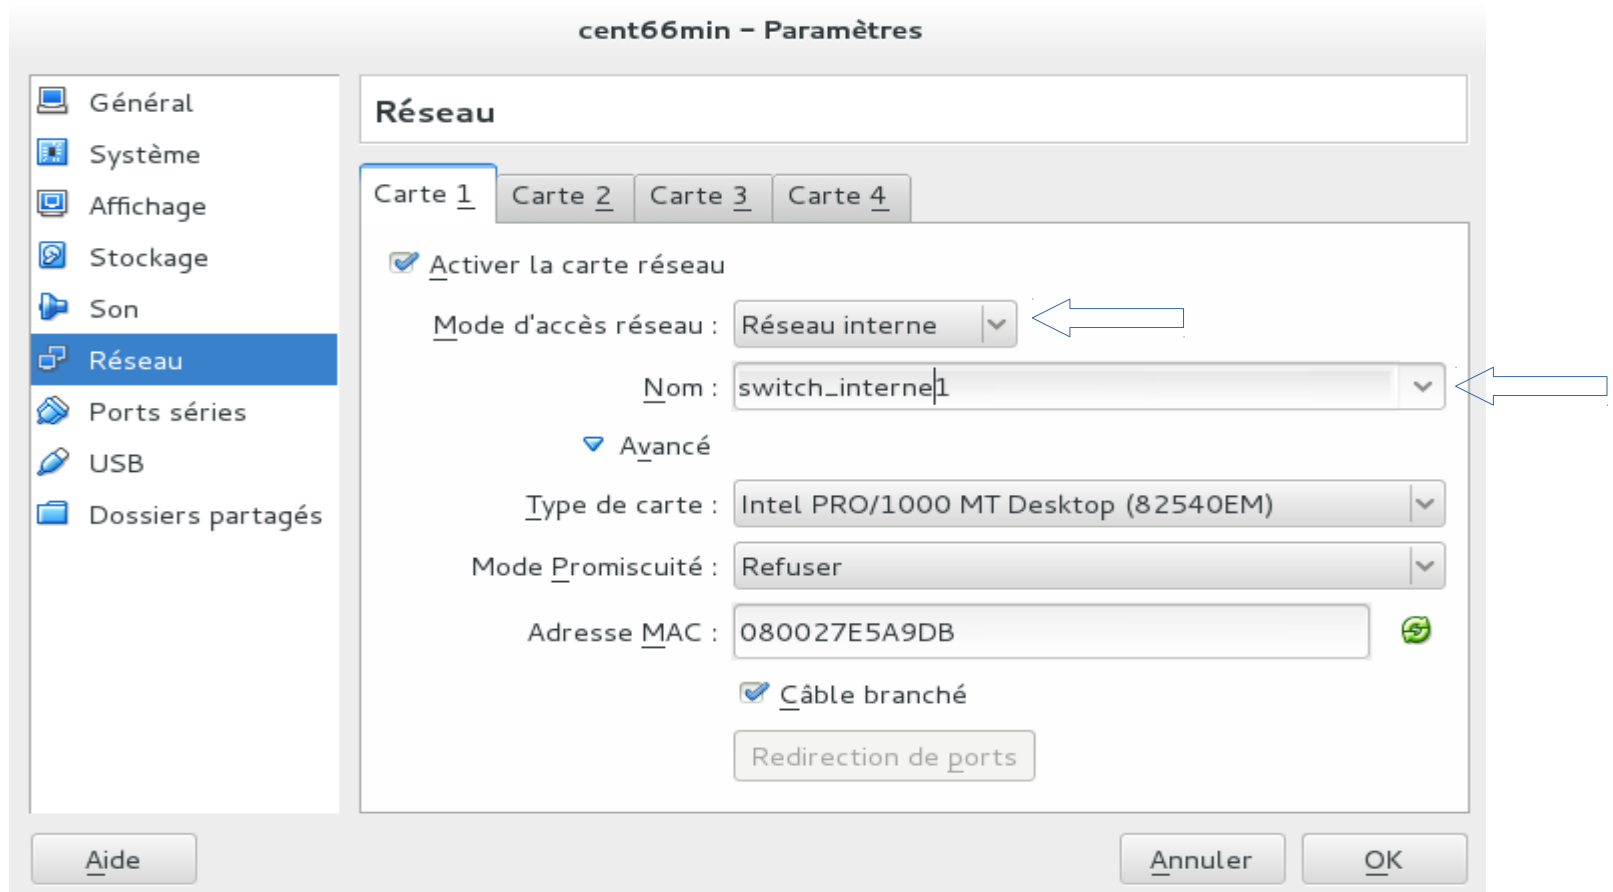 cent66min – Paramètres
Général
Système
Affichage
Stockage
Son
Réseau
Ports séries
USB
Dossiers partagés
Réseau
Carte 1 Carte 2 Carte 3 Carte 4
Activer la carte réseau
Mode d'accès réseau : Réseau interne
Nom : switch_interne1
Avancé
Type de carte : Intel PRO/1000 MT Desktop (82540EM)
Mode Promiscuité : Refuser
Adresse MAC : 080027E5A9DB
Câble branché
Redirection de ports
Aide Annuler OK